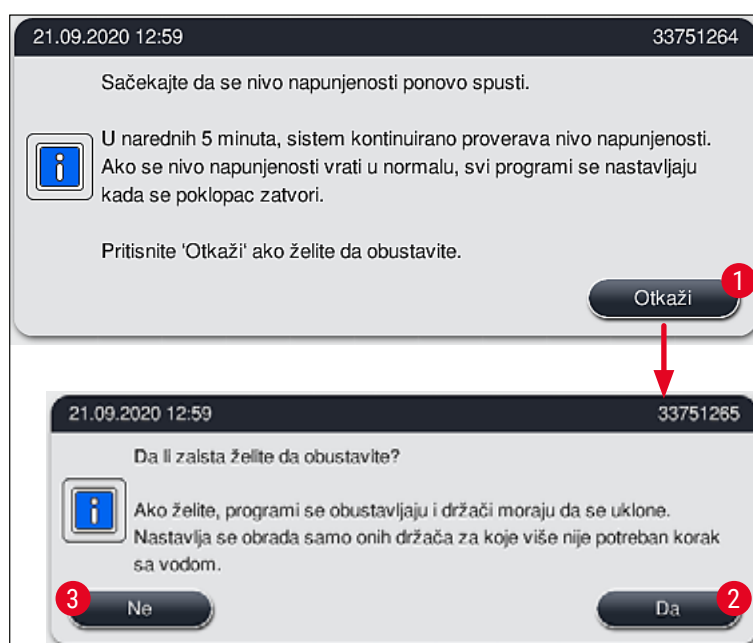 21.09.2020 12:59 33751264
Sačekajte da se nivo napunjenosti ponovo spusti.
U narednih 5 minuta, sistem kontinuirano proverava nivo napunjenosti.
Ako se nivo napunjenosti vrati u normalu, svi programi se nastavljaju
kada se poklopac zatvori.
Pritisnite ‘Otkaži‘ ako želite da obustavite.
Otkaži 1
21.09.2020 12:59 33751265
Da li zaista želite da obustavite?
Ako želite, programi se obustavljaju i držači moraju da se uklone.
Nastavlja se obrada samo onih držača za koje više nije potreban korak
sa vodom.
3 Ne Da 2